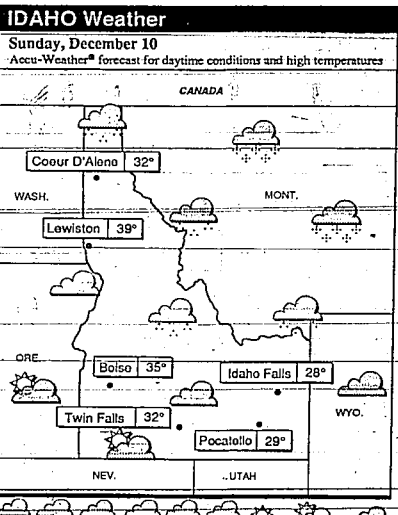 IDAHO Weather
Sunday, December 10
Accu-Weather® forecast for daytime conditions and high temperatures
CANADA
Coeur D'Alene 32°
WASH.
MONT.
Lewiston 39°
ORE.
Boise 35°
Idaho Falls 28°
WYO.
Twin Falls 32°
Pocatello 29°
NEV.
UTAH